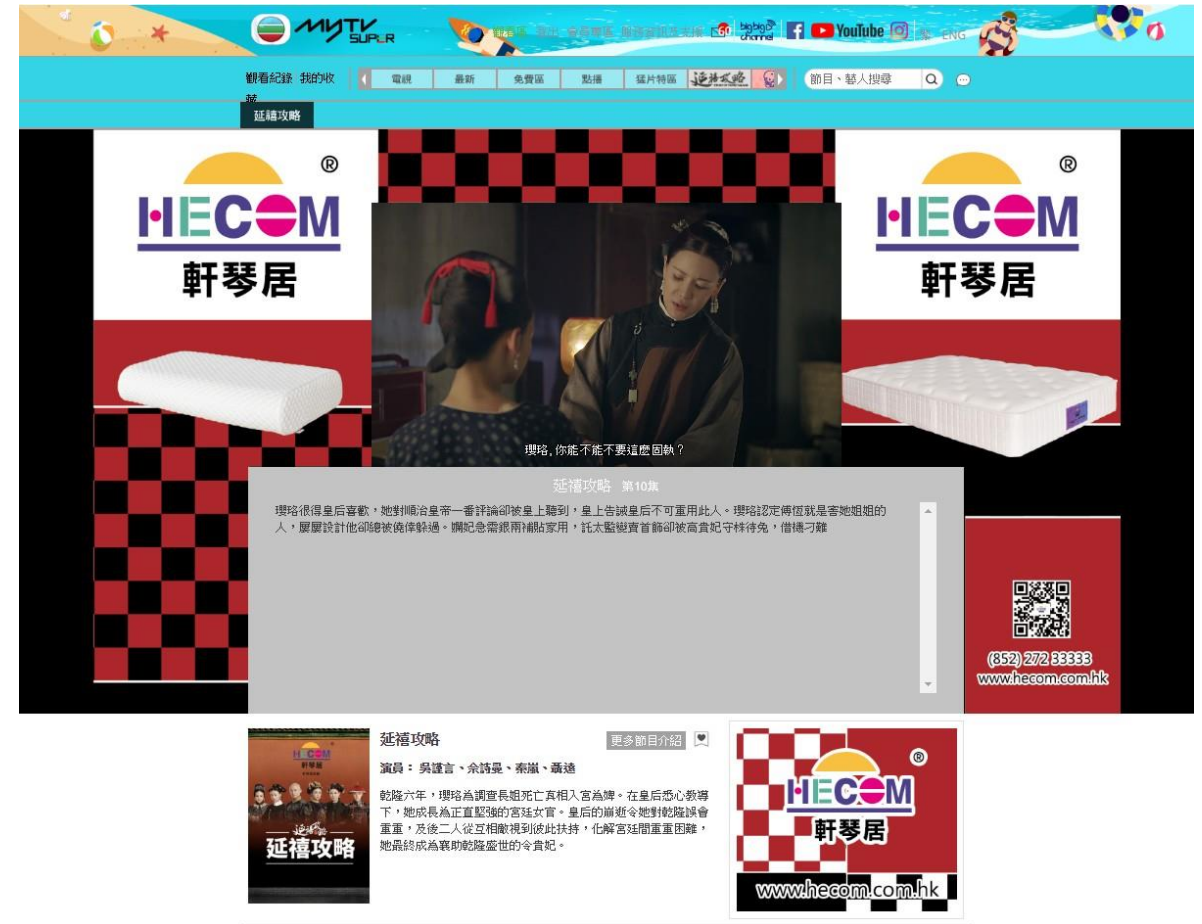 myTV
SUPER
big big
channel
YouTube
ENG
觀看紀錄 我的收藏
電視 最新 免費區 點播 猛片特區 延禧攻略
節目、藝人搜尋
延禧攻略
HECOM®
軒琴居
HECOM®
軒琴居
瓔珞,你能不能不要這麼固執?
延禧攻略 第10集
瓔珞很得皇后喜歡,她對順治皇帝一番評論卻被皇上聽到,皇上告誡皇后不可重用此人。瓔珞認定傅恆就是害她姐姐的
人,屢屢設計他卻總被僥倖躲過。嫻妃急需銀兩補貼家用,託太監變賣首飾卻被高貴妃守株待兔,借機刁難
(852) 272 33333
www.hecom.com.hk
延禧攻略
更多節目介紹
演員:吳謹言、佘詩曼、秦嵐、聶遠
乾隆六年,瓔珞為調查長姐死亡真相入宮為婢。在皇后悉心教導
下,她成長為正直堅強的宮廷女官。皇后的崩逝令她對乾隆誤會
重重,及後二人從互相敵視到彼此扶持,化解宮廷間重重困難,
她最終成為襄助乾隆盛世的令貴妃。
HECOM
軒琴居
延禧攻略
HECOM®
軒琴居
www.hecom.com.hk